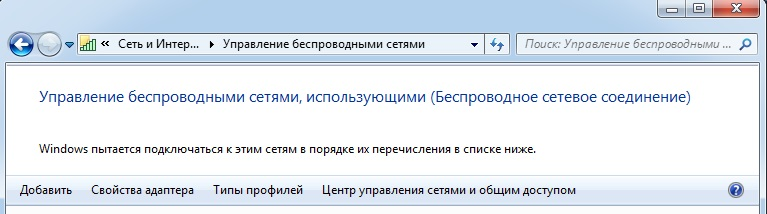 « Сеть и Интер... Управление беспроводными сетями Поиск: Управление беспроводными ...
Управление беспроводными сетями, использующими (Беспроводное сетевое соединение)
Windows пытается подключаться к этим сетям в порядке их перечисления в списке ниже.
Добавить Свойства адаптера Типы профилей Центр управления сетями и общим доступом ?